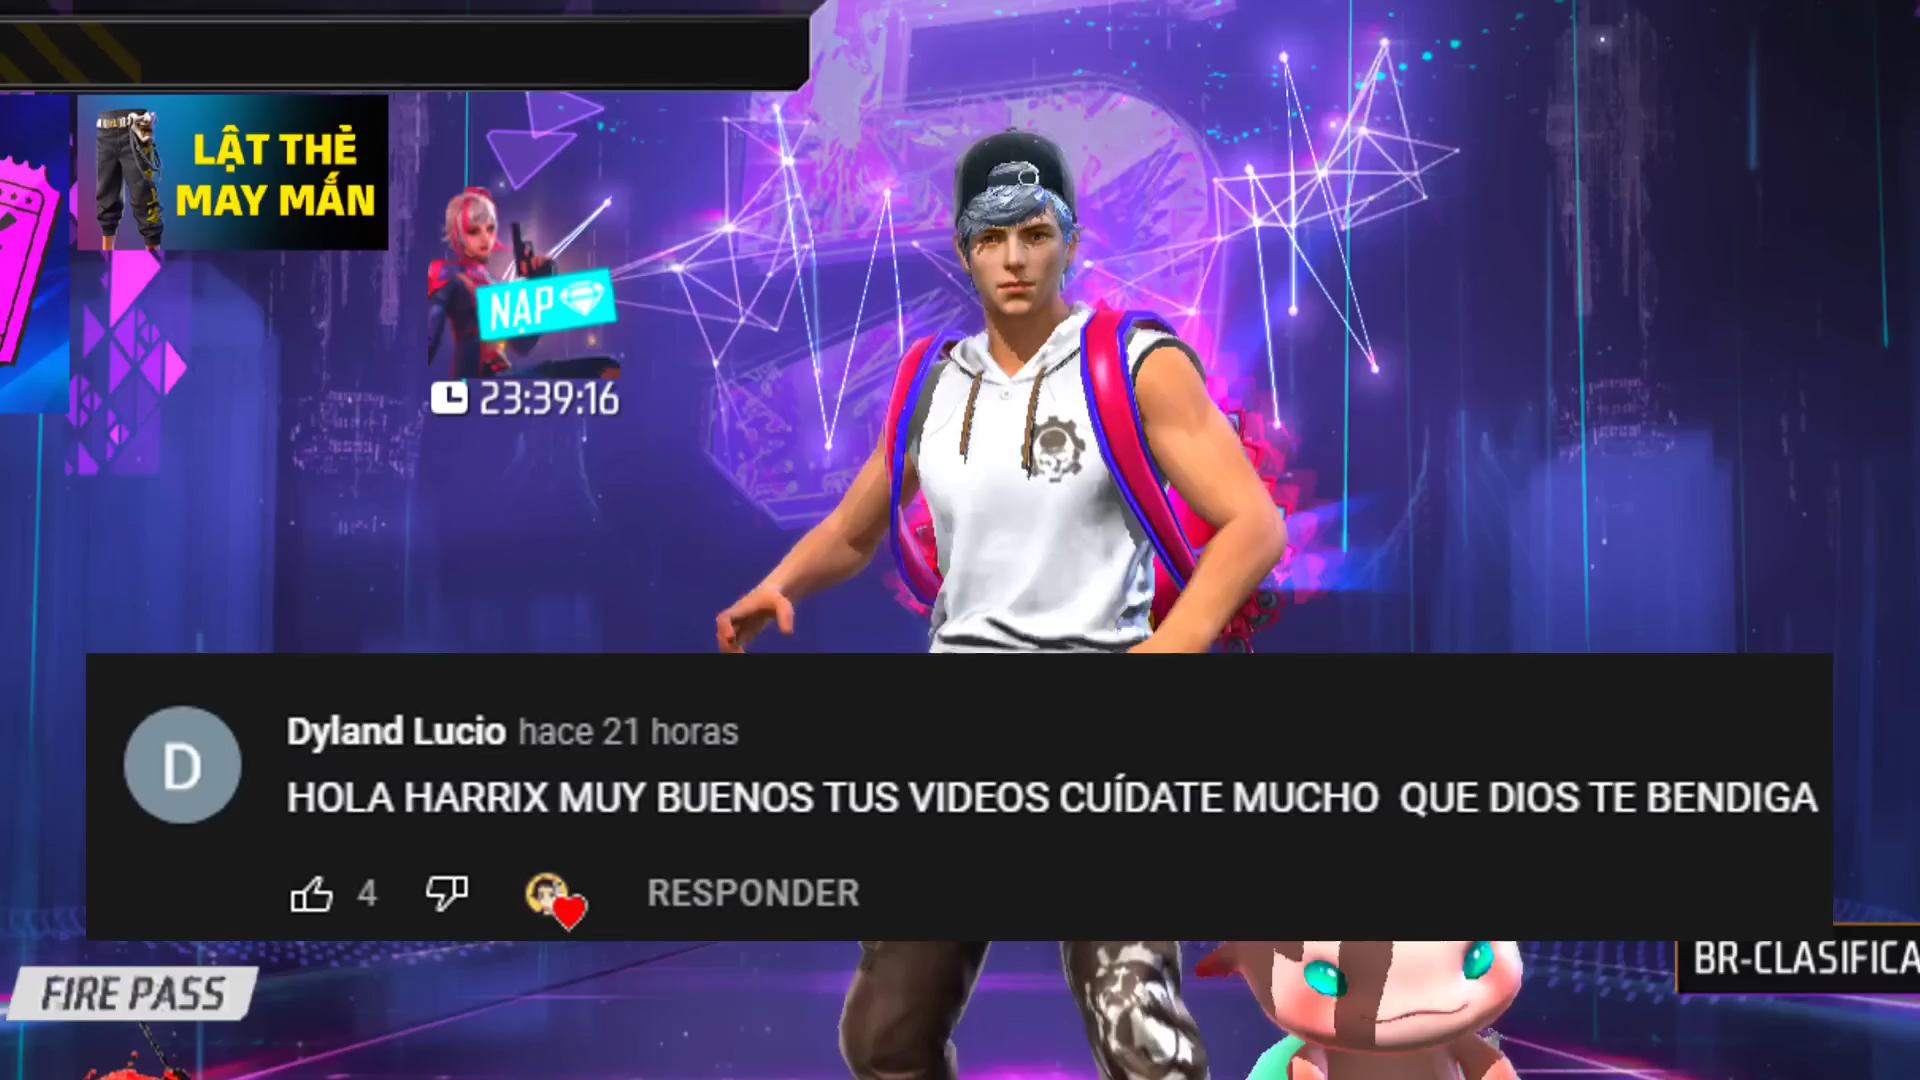 LẬT THẺ
MAY MẮN
NẠP
23:39:16
Dyland Lucio hace 21 horas
HOLA HARRIX MUY BUENOS TUS VIDEOS CUÍDATE MUCHO  QUE DIOS TE BENDIGA
4
RESPONDER
FIRE PASS
BR-CLASIFICA
D